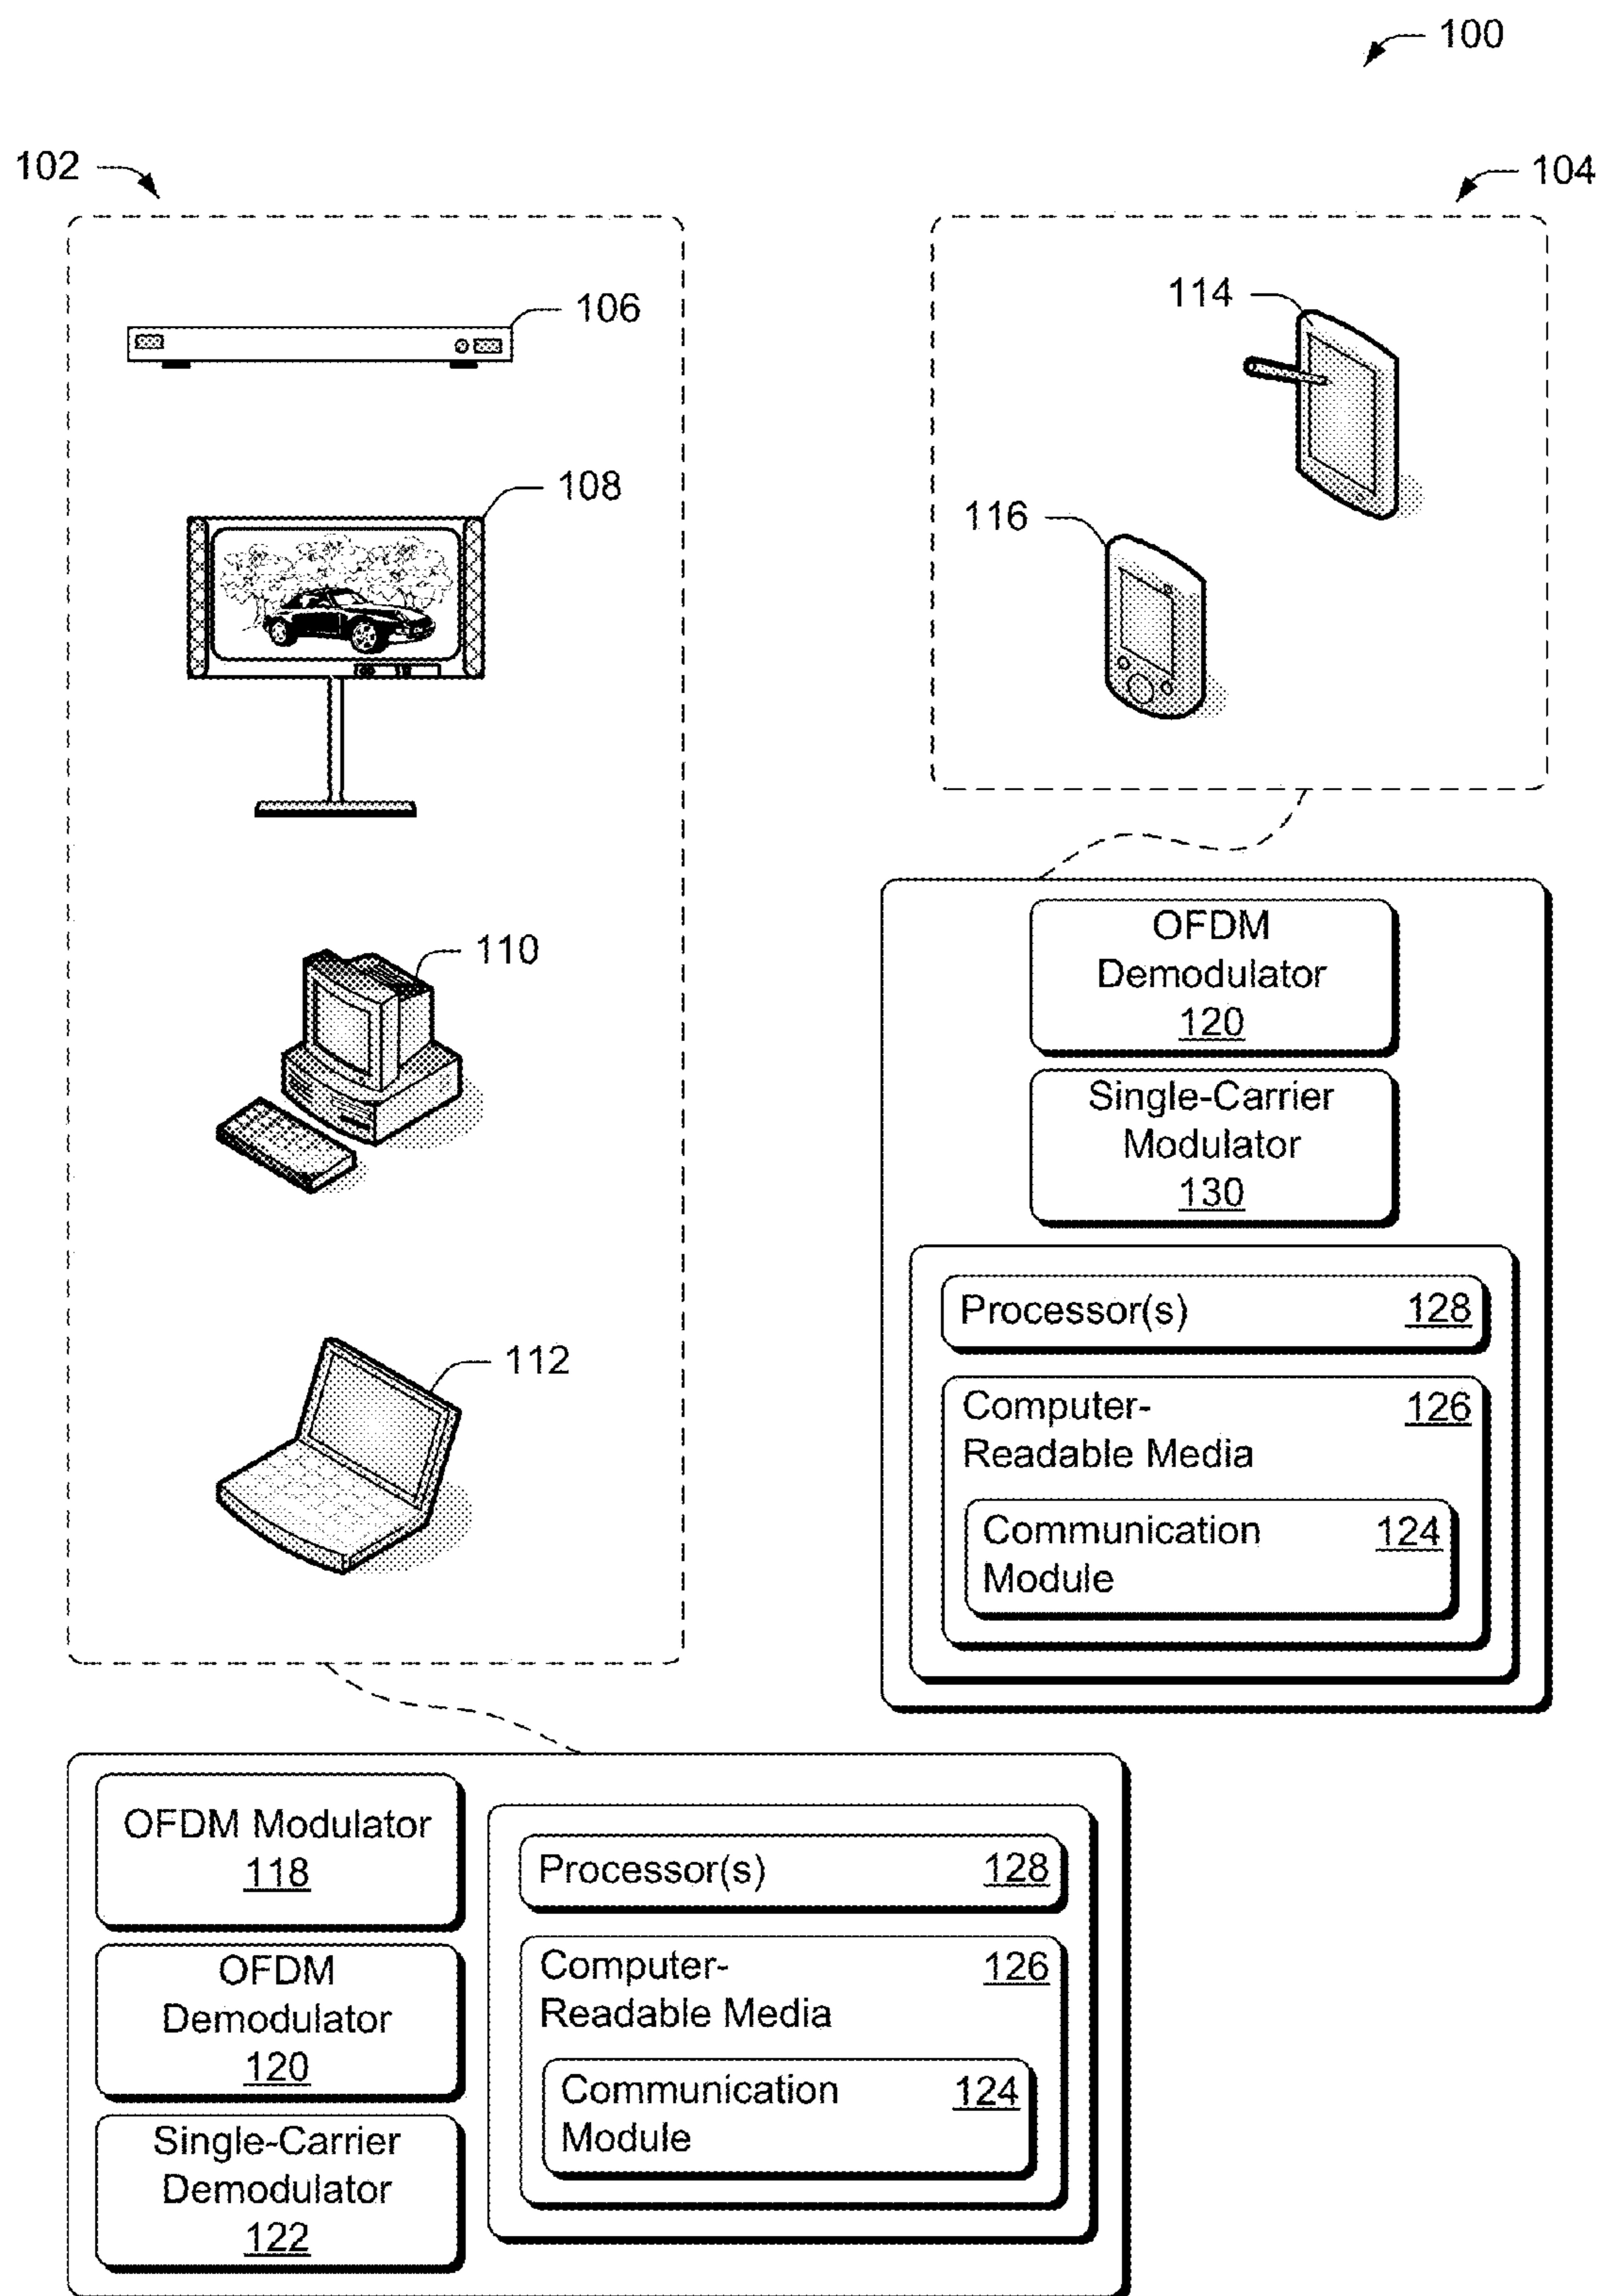 100
102
104
106
114
108
116
110
OFDM
Demodulator
120
Single-Carrier
Modulator
130
Processor(s) 128
112
Computer- 126
Readable Media
Communication 124
Module
OFDM Modulator
118
OFDM
Demodulator
120
Single-Carrier
Demodulator
122
Processor(s) 128
Computer- 126
Readable Media
Communication 124
Module